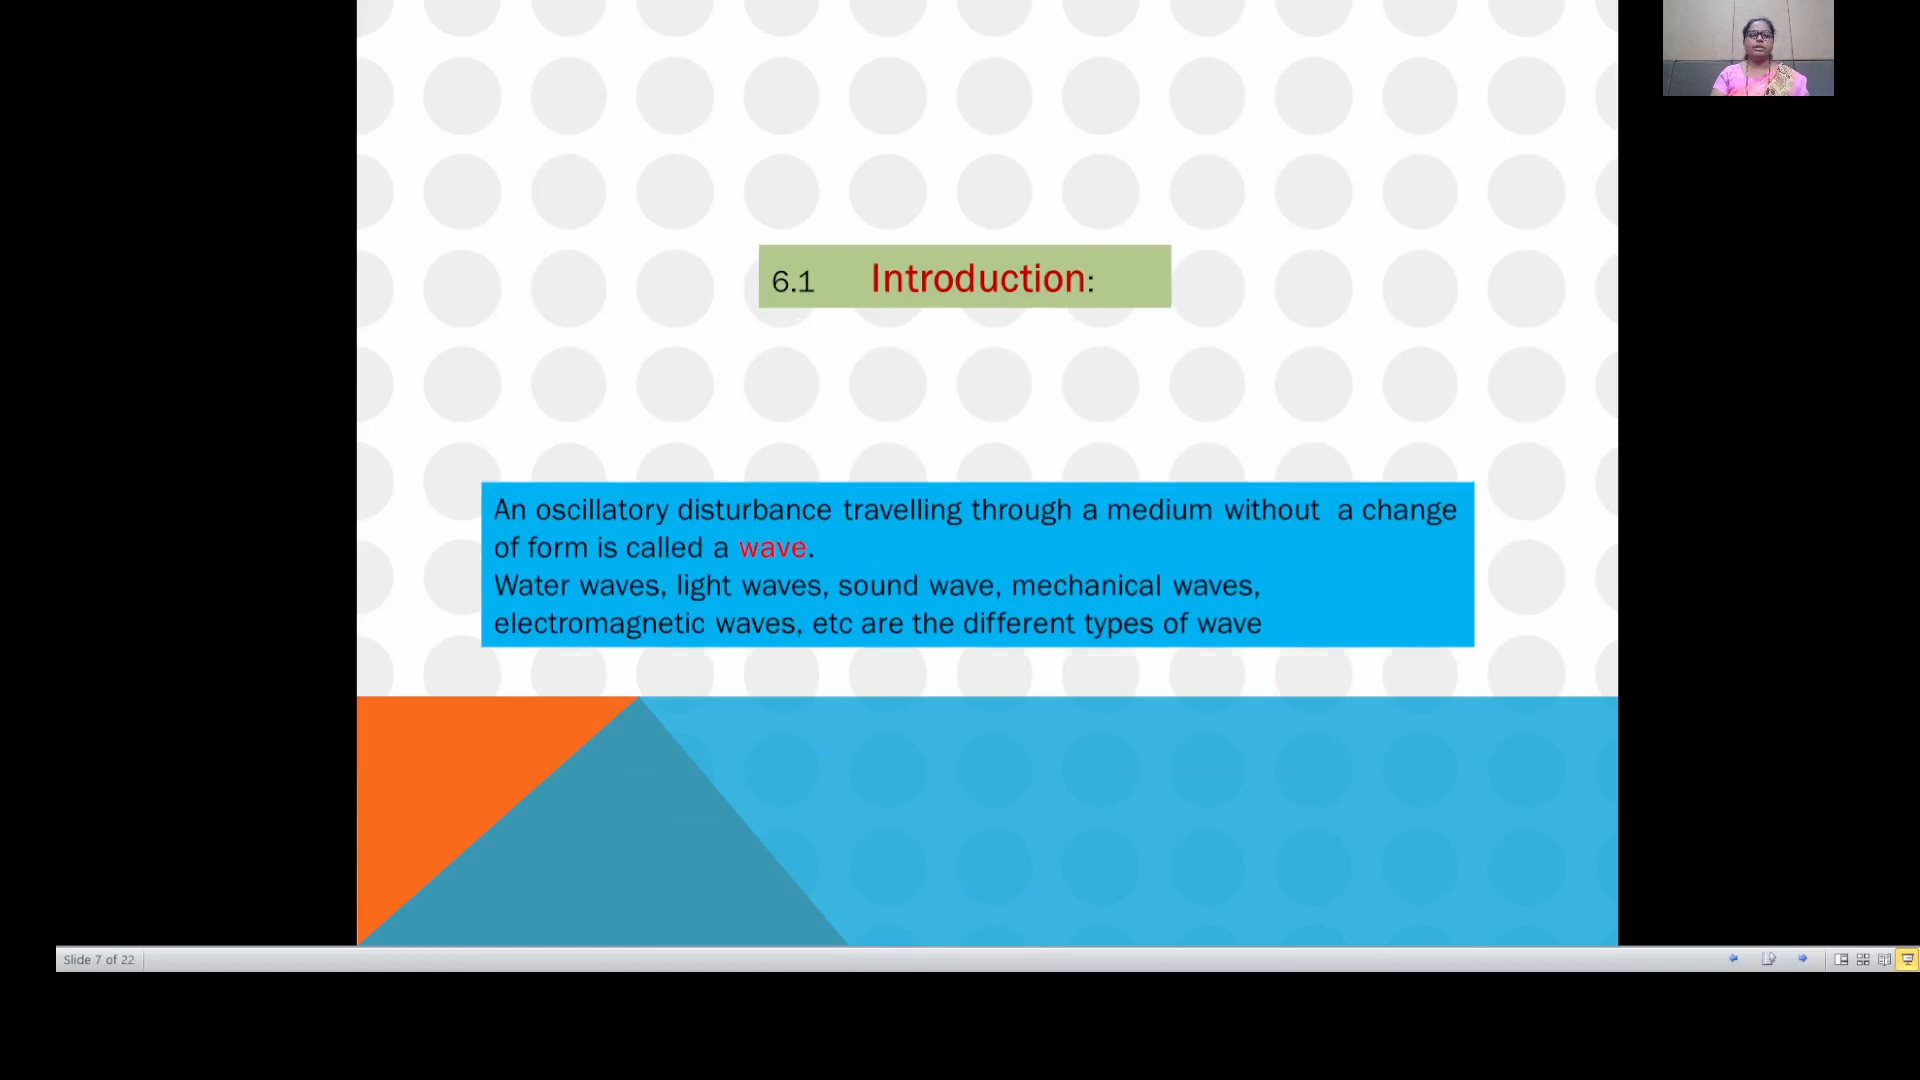 6.1 Introduction:
An oscillatory disturbance travelling through a medium without a change
of form is called a wave.
Water waves, light waves, sound wave, mechanical waves,
electromagnetic waves, etc are the different types of wave
Slide 7 of 22